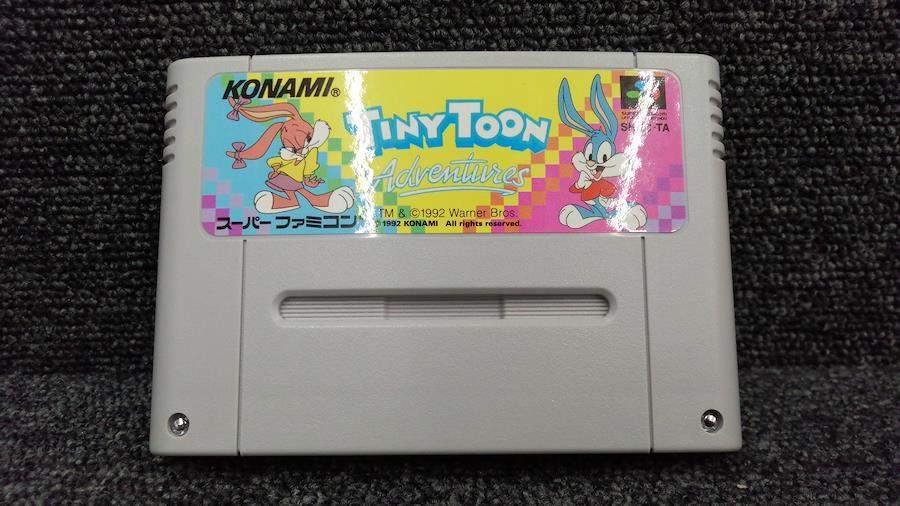 KONAMI®
TINY TOON
Adventures
TM & ©1992 Warner Bros.
1992 KONAMI All rights reserved.
スーパーファミコン